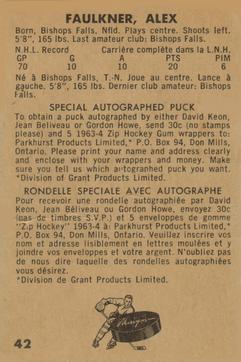 FAULKNER, ALEX
Born, Bishops Falls, Nfld. Plays centre. Shoots left.
5'8", 165 lbs. Last amateur club: Bishops Falls.
N.H.L. Record Carrière complète dans la L.N.H.
GP G A PTS PIM
70 10 10 20 6
Né à Bishops Falls, T.-N. Joue au centre. Lance à
gauche. 5'8", 165 lbs. Dernier club amateur: Bishops
Falls.
SPECIAL AUTOGRAPHED PUCK
To obtain a puck autographed by either David Keon,
Jean Béliveau or Gordon Howe, send 30c (no stamps
please) and 5 1963-4 Zip Hockey Gum wrappers to:
Parkhurst Products Limited,* P.O. Box 94, Don Mills,
Ontario. Please print your name and address clearly
and enclose with your wrappers and money. Make
sure you tell us which autographed puck you want.
*Division of Grant Products Limited.
RONDELLE SPECIALE AVEC AUTOGRAPHE
Pour recevoir une rondelle autographiée par David
Keon, Jean Béliveau ou Gordon Howe, envoyez 30c
(pas de timbres S.V.P.) et 5 enveloppes de gomme
"Zip Hockey" 1963-4 à: Parkhurst Products Limited,*
P.O. Box 94, Don Mills, Ontario. Veuillez inscrire vos
nom et adresse lisiblement en lettres moulées et y
inclure vos enveloppes et votre argent. N'oubliez pas
de nous dire laquelle des rondelles autographiées
vous désirez.
*Division de Grant Products Limited.
42